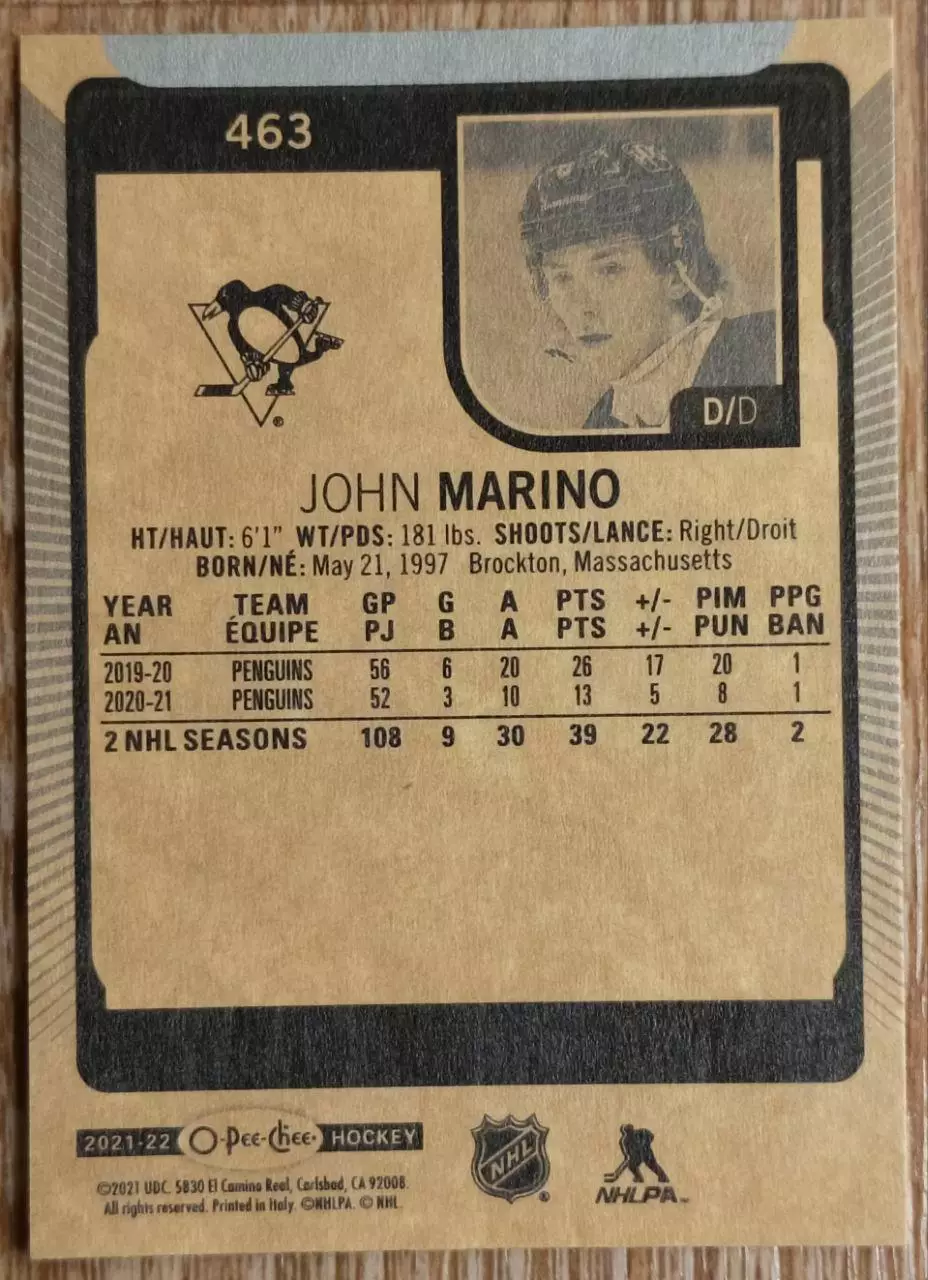 463
D/D
®
JOHN MARINO
HT/HAUT: 6'1" WT/PDS: 181 lbs. SHOOTS/LANCE: Right/Droit
BORN/NÉ: May 21, 1997 Brockton, Massachusetts
YEAR TEAM GP G A PTS +/- PIM PPG
AN ÉQUIPE PJ B A PTS +/- PUN BAN
2019-20 PENGUINS 56 6 20 26 17 20 1
2020-21 PENGUINS 52 3 10 13 5 8 1
2 NHL SEASONS 108 9 30 39 22 28 2
2021-22 O-Pee-Chee® HOCKEY
NHL ®
NHLPA™
©2021 UDC. 5830 El Camino Real, Carlsbad, CA 92008.
All rights reserved. Printed in Italy. ©NHLPA. © NHL.